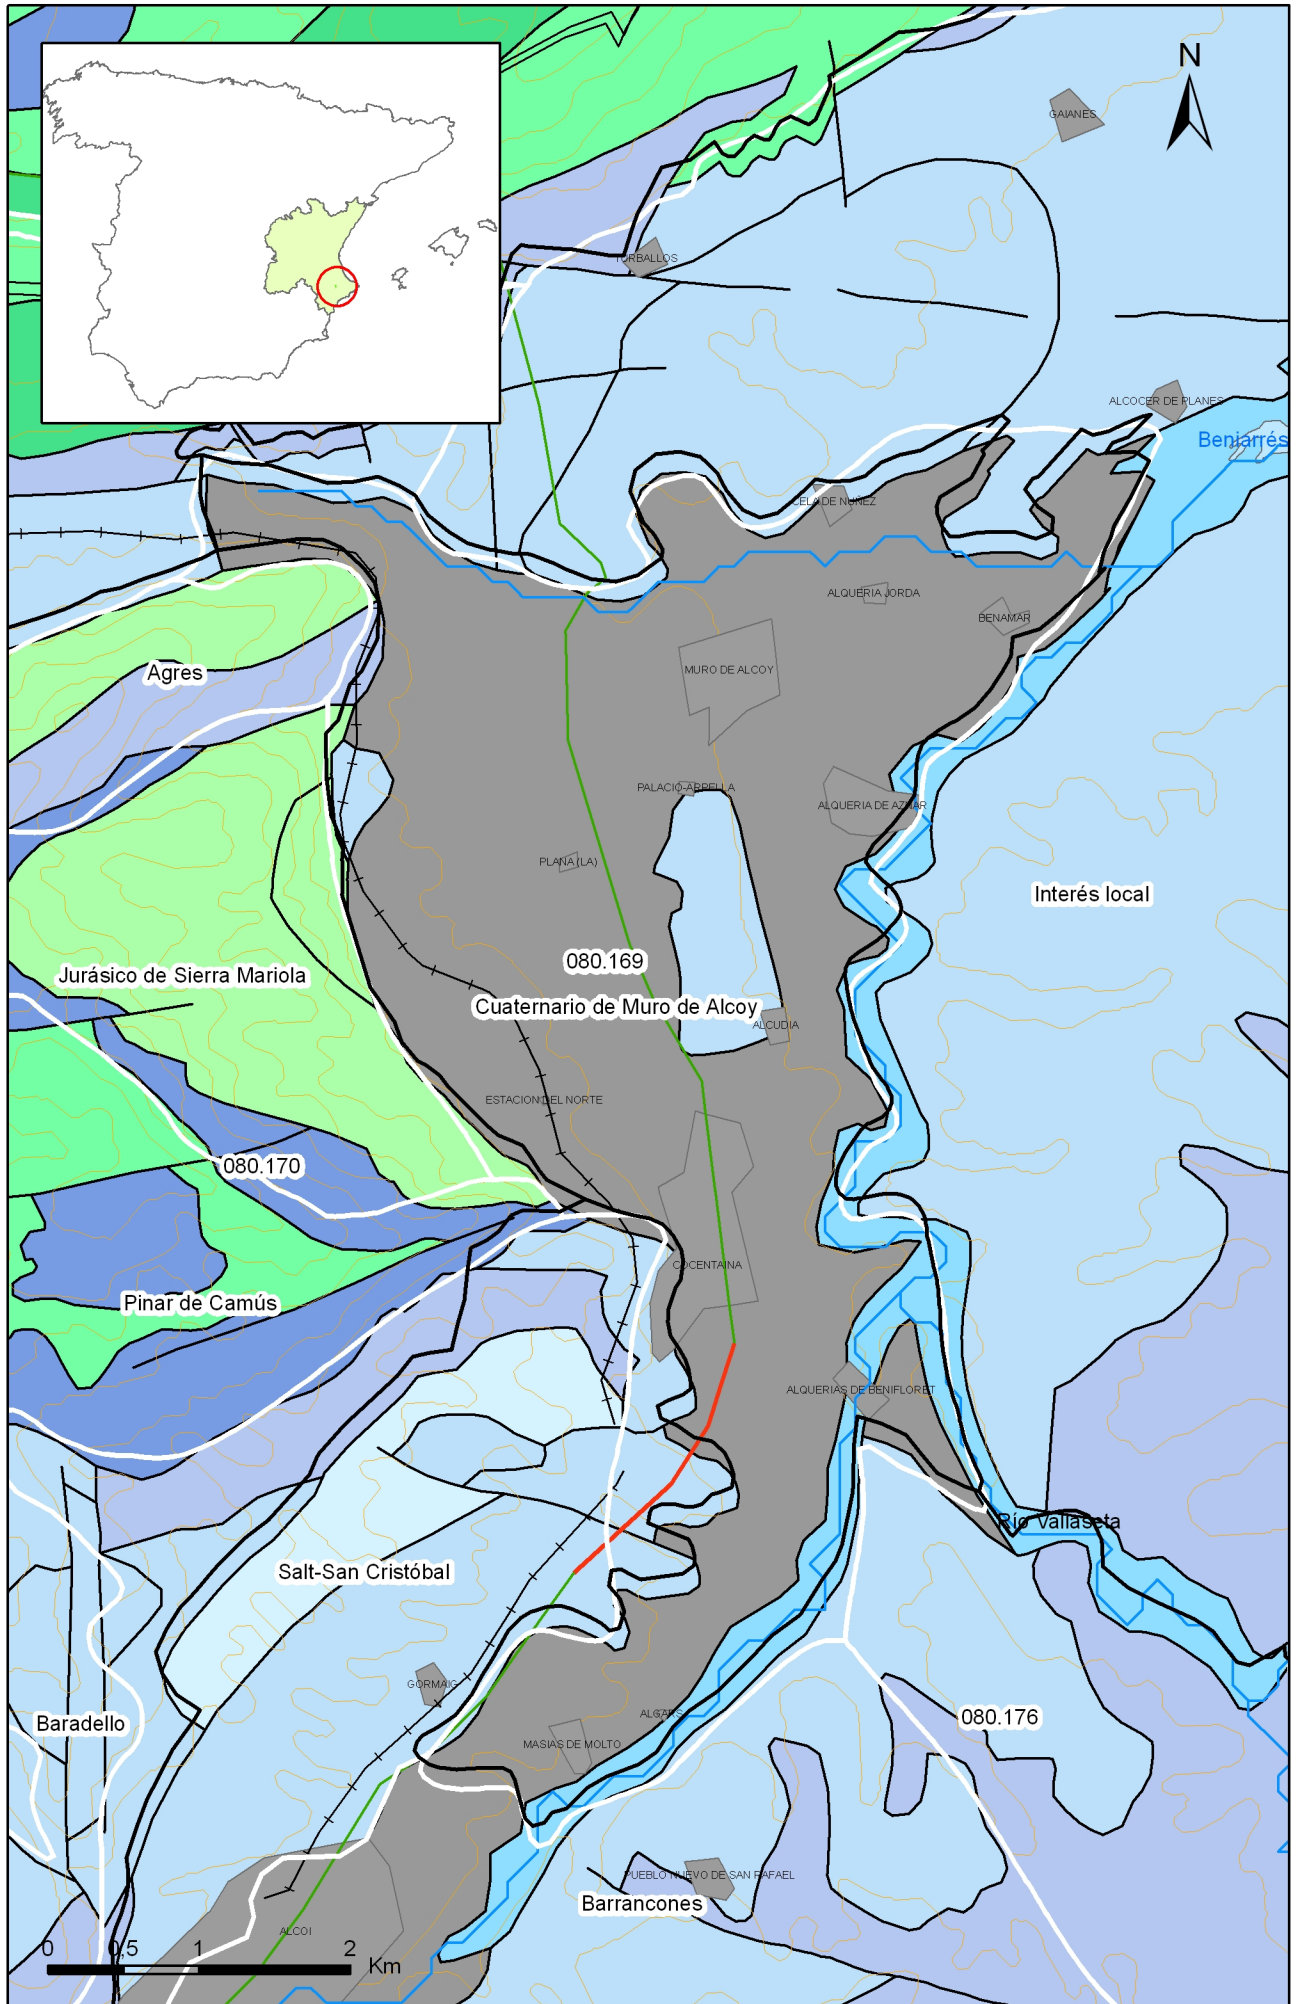 N
GAIANES
TURBALLOS
ALCOCER DE PLANES
Beniarrés
CELA DE NUÑEZ
ALQUERIA JORDA
BENAMAR
Agres
MURO DE ALCOY
PALACIO-ARPELLA
ALQUERIA DE AZNAR
PLANA (LA)
Interés local
080.169
Jurásico de Sierra Mariola
Cuaternario de Muro de Alcoy
ALCUDIA
ESTACION DEL NORTE
080.170
COCENTAINA
Pinar de Camús
ALQUERIAS DE BENIFLORET
Río Vallaseta
Salt-San Cristóbal
GORMAIG
ALGARS
080.176
Baradello
MASIAS DE MOLTO
PUEBLO NUEVO DE SAN RAFAEL
Barrancones
ALCOI
0 0,5 1 2
Km